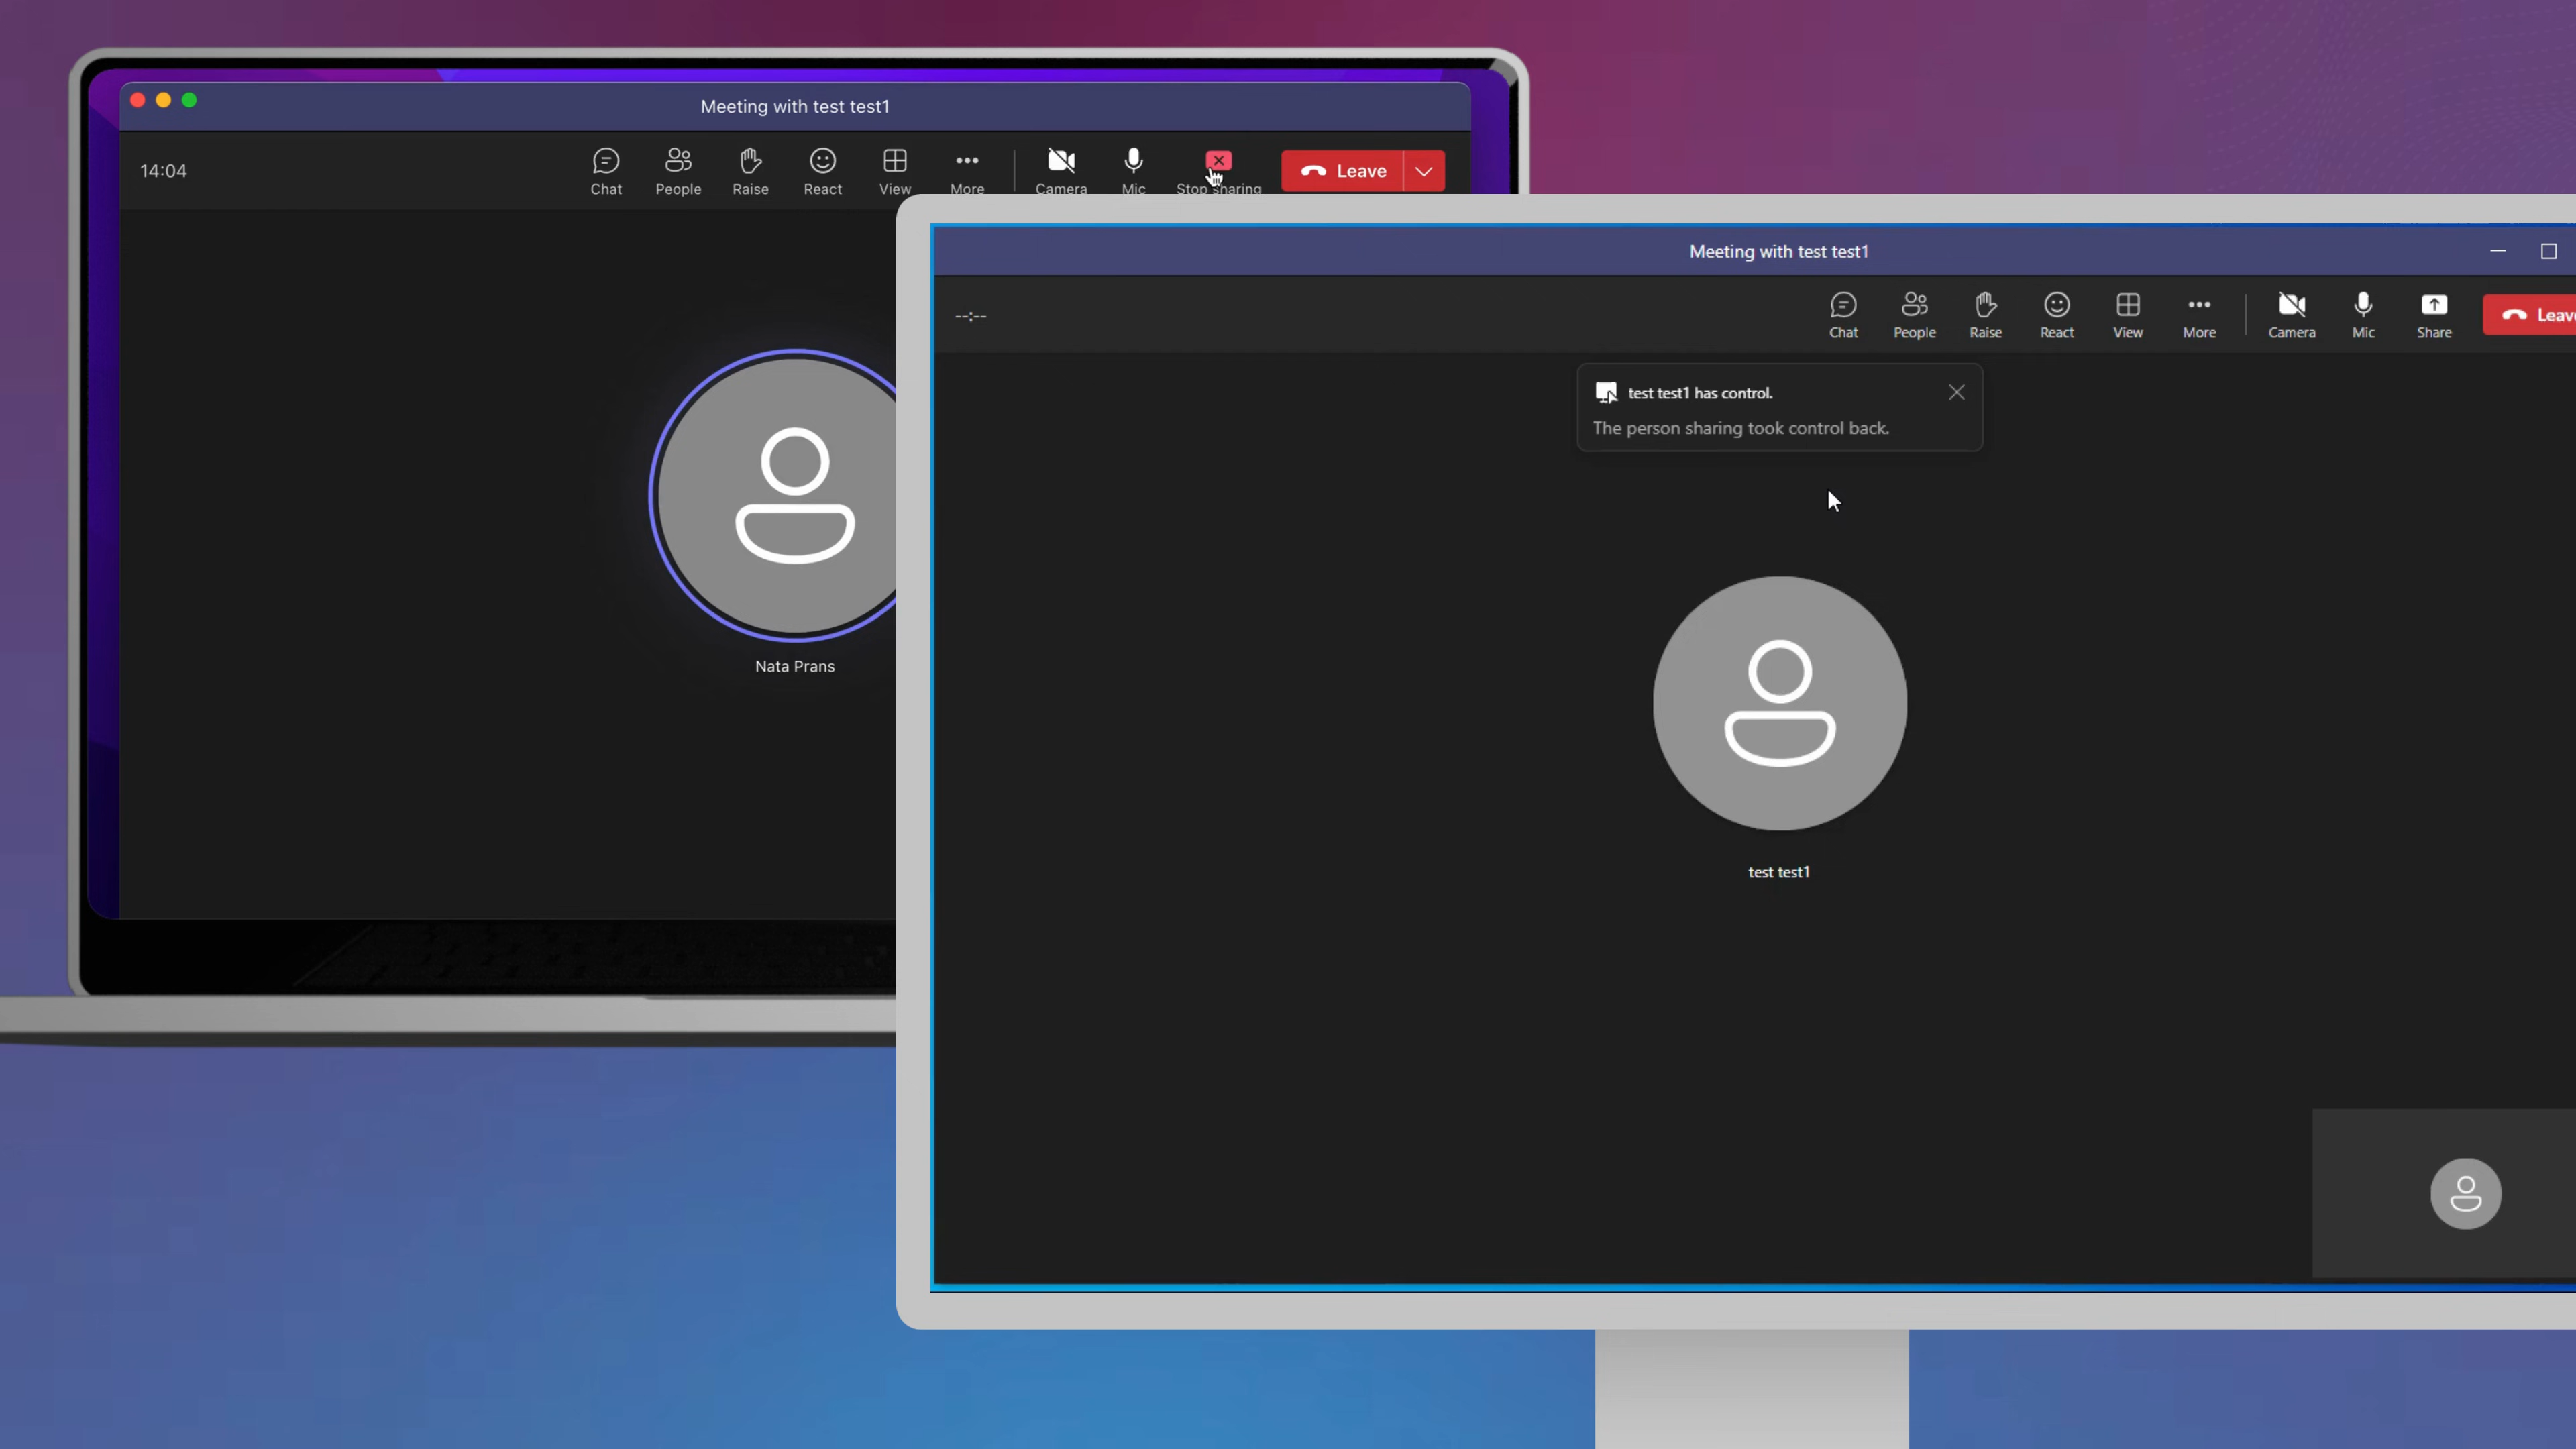 Meeting with test test1
14:04
Chat
People
Raise
React
View
More
Camera
Mic
Stop sharing
Leave
Nata Prans
Meeting with test test1
--:--
Chat
People
Raise
React
View
More
Camera
Mic
Share
test test1 has control.
The person sharing took control back.
test test1